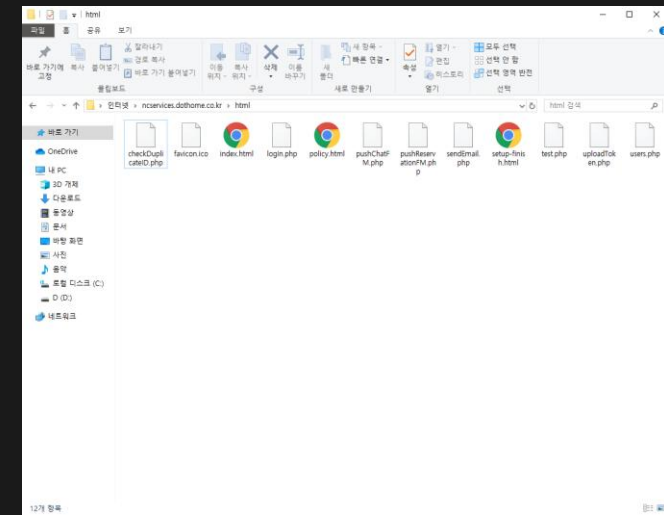 html
파일 홈 공유 보기
바로 가기에 고정
복사
붙여넣기
잘라내기
경로 복사
바로 가기 붙여넣기
클립보드
이동 위치
복사 위치
삭제
이름 바꾸기
구성
새 폴더
새 항목
빠른 연결
새로 만들기
속성
열기
편집
히스토리
열기
모두 선택
선택 안 함
선택 영역 반전
선택
인터넷 › ncservices.dothome.co.kr › html
html 검색
바로 가기
OneDrive
내 PC
3D 개체
다운로드
동영상
문서
바탕 화면
사진
음악
로컬 디스크 (C:)
D (D:)
네트워크
checkDupli
cateID.php
favicon.ico
index.html
login.php
policy.html
pushChatF
M.php
pushReserv
ationFM.ph
p
sendEmail.
php
setup-finis
h.html
test.php
uploadTok
en.php
users.php
12개 항목